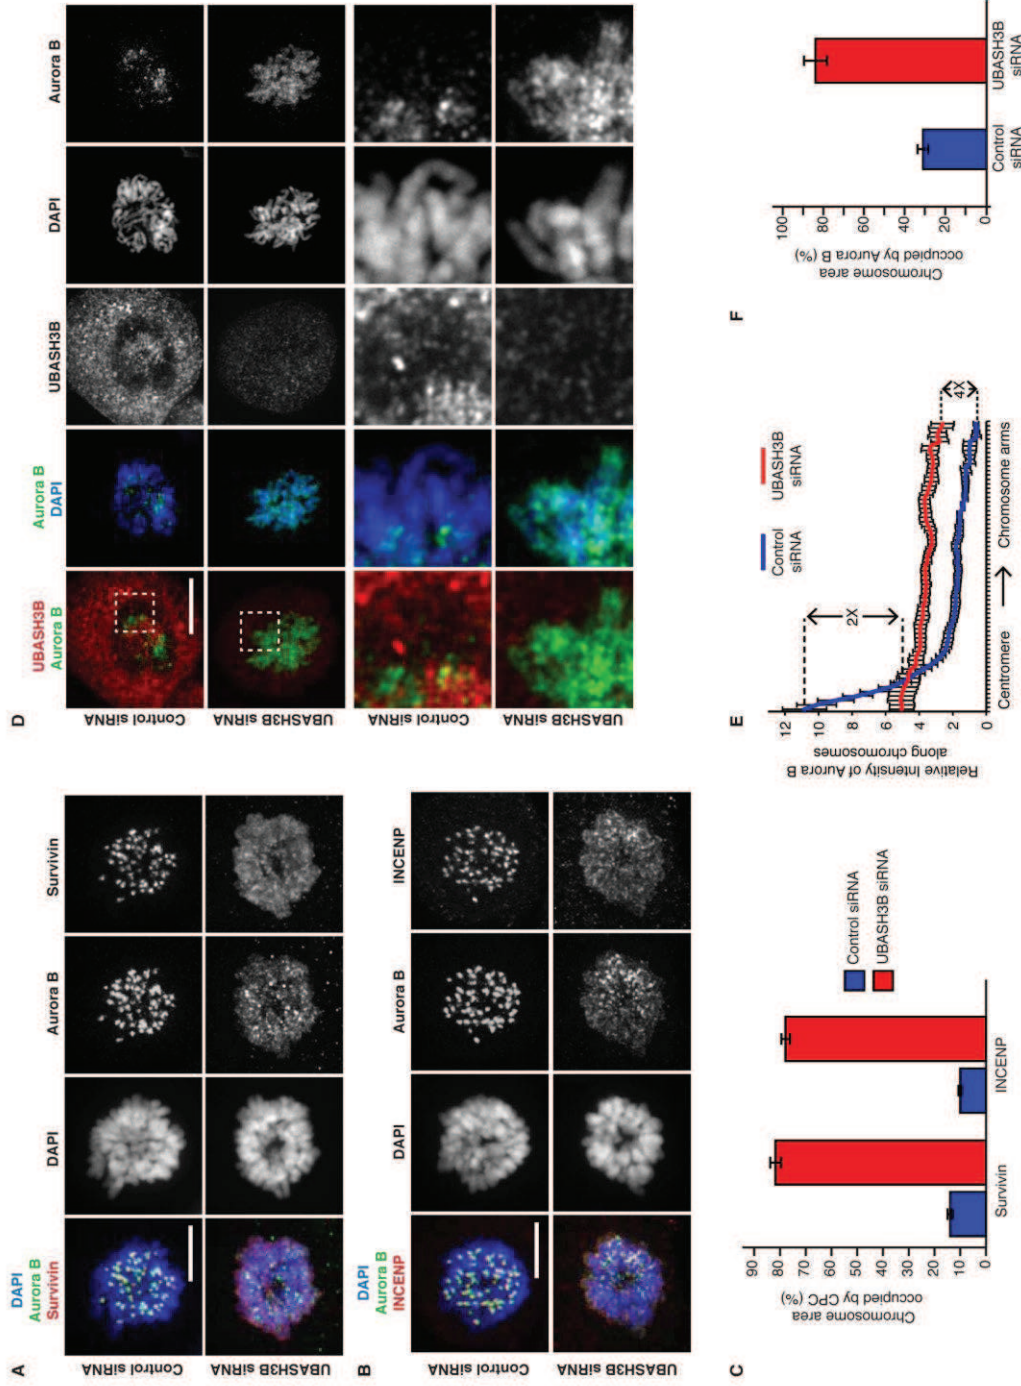 A
DAPI
Aurora B
Survivin
DAPI
Aurora B
Survivin
Control siRNA
UBASH3B siRNA
B
DAPI
Aurora B
INCENP
DAPI
Aurora B
INCENP
Control siRNA
UBASH3B siRNA
C
Chromosome area
occupied by CPC (%)
90
80
70
60
50
40
30
20
10
0
Survivin
INCENP
Control siRNA
UBASH3B siRNA
D
UBASH3B
Aurora B
Aurora B
DAPI
UBASH3B
DAPI
Aurora B
Control siRNA
UBASH3B siRNA
Control siRNA
UBASH3B siRNA
E
Relative Intensity of Aurora B
along chromosomes
12
10
8
6
4
2
0
Control
siRNA
UBASH3B
siRNA
2X
4X
Centromere
Chromosome arms
F
Chromosome area
occupied by Aurora B (%)
100
80
60
40
20
0
Control
siRNA
UBASH3B
siRNA